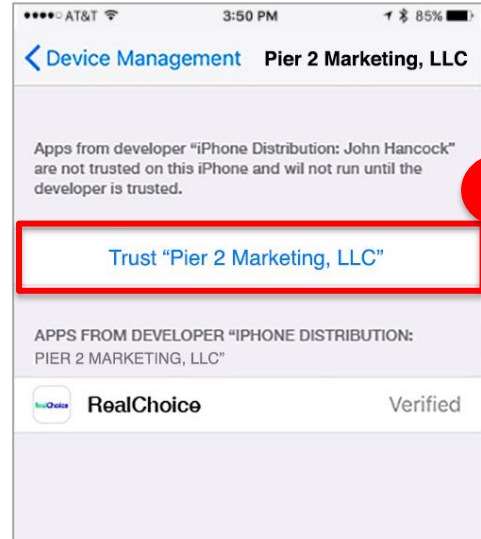 AT&T 3:50 PM 85%
Device Management Pier 2 Marketing, LLC
Apps from developer “iPhone Distribution: John Hancock”
are not trusted on this iPhone and wil not run until the
developer is trusted.
Trust “Pier 2 Marketing, LLC”
APPS FROM DEVELOPER “IPHONE DISTRIBUTION:
PIER 2 MARKETING, LLC”
RealChoice RealChoice Verified